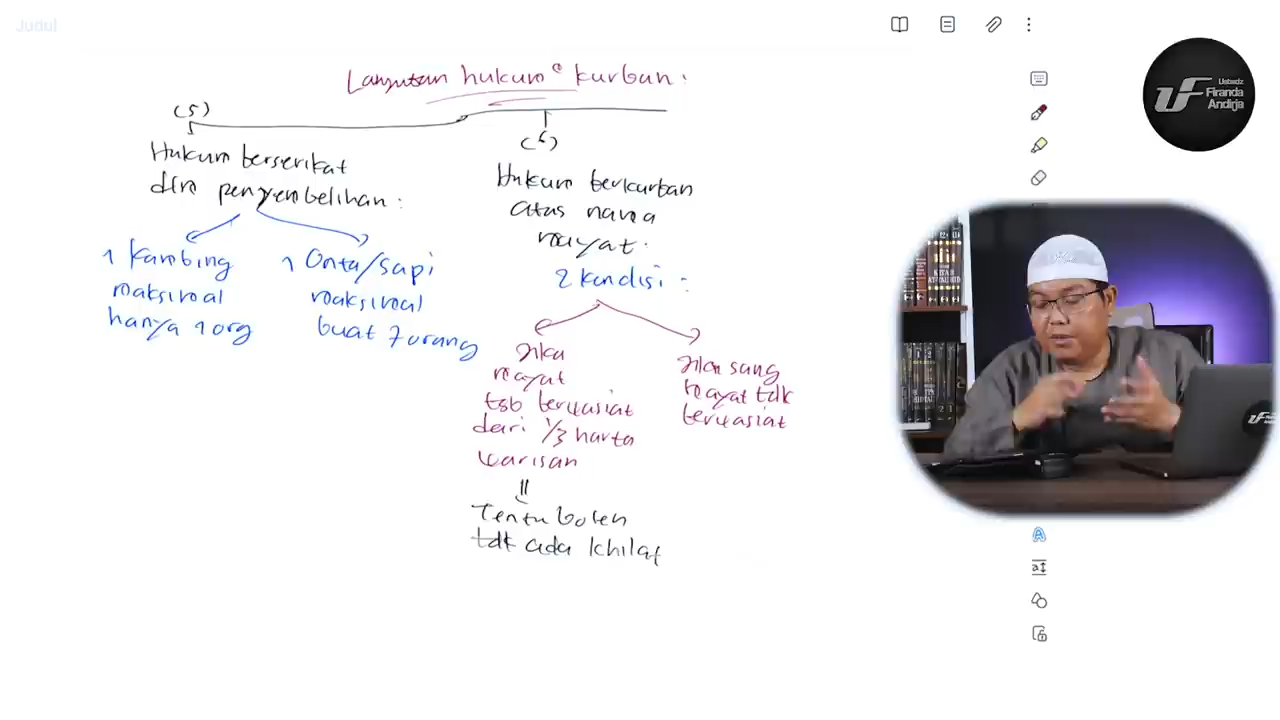 Judul
Lanjutan hukum² kurban :
(5)
Hukum berserikat
dlm penyembelihan :
1 Kambing
maksimal
hanya 1 org
1 Onta/sapi
maksimal
buat 7 orang
(6)
Hukum berkurban
atas nama
mayat.
2 kondisi :
Jika
mayat
tsb berwasiat
dari 1/3 harta
warisan
Tentu boleh
tdk ada khilaf
Jika sang
mayat tdk
berwasiat
Ustadz
Firanda
Andirja